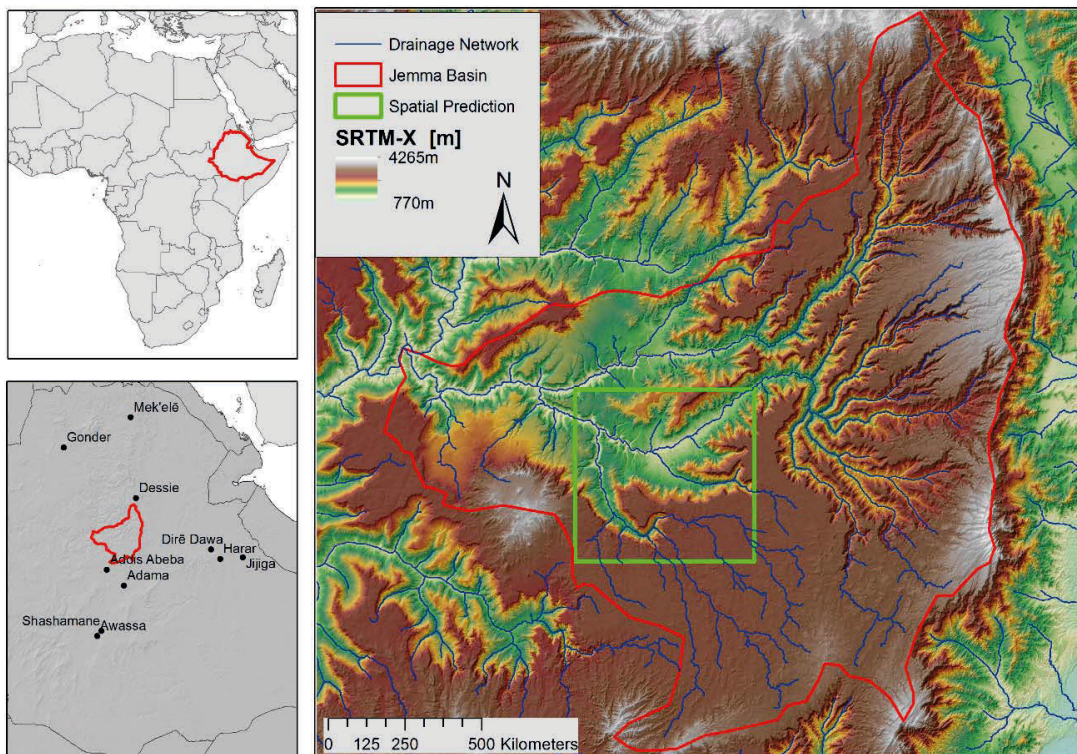 Drainage Network
Jemma Basin
Spatial Prediction
SRTM-X [m]
4265m
770m
N
Mek'elē
Gonder
Dessie
Dirē Dawa
Harar
Jijiga
Addis Abeba
Adama
Shashamane
Awassa
0 125 250 500 Kilometers